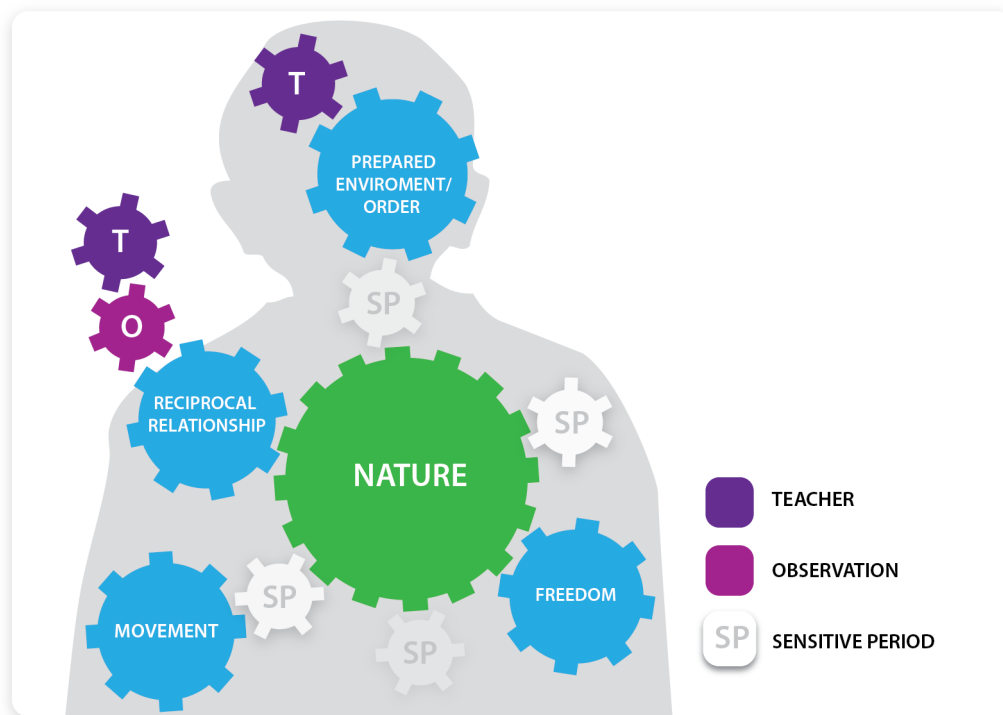 T
PREPARED
ENVIROMENT/
ORDER
T
O
SP
RECIPROCAL
RELATIONSHIP
SP
NATURE
SP
MOVEMENT
FREEDOM
SP
TEACHER
OBSERVATION
SP SENSITIVE PERIOD